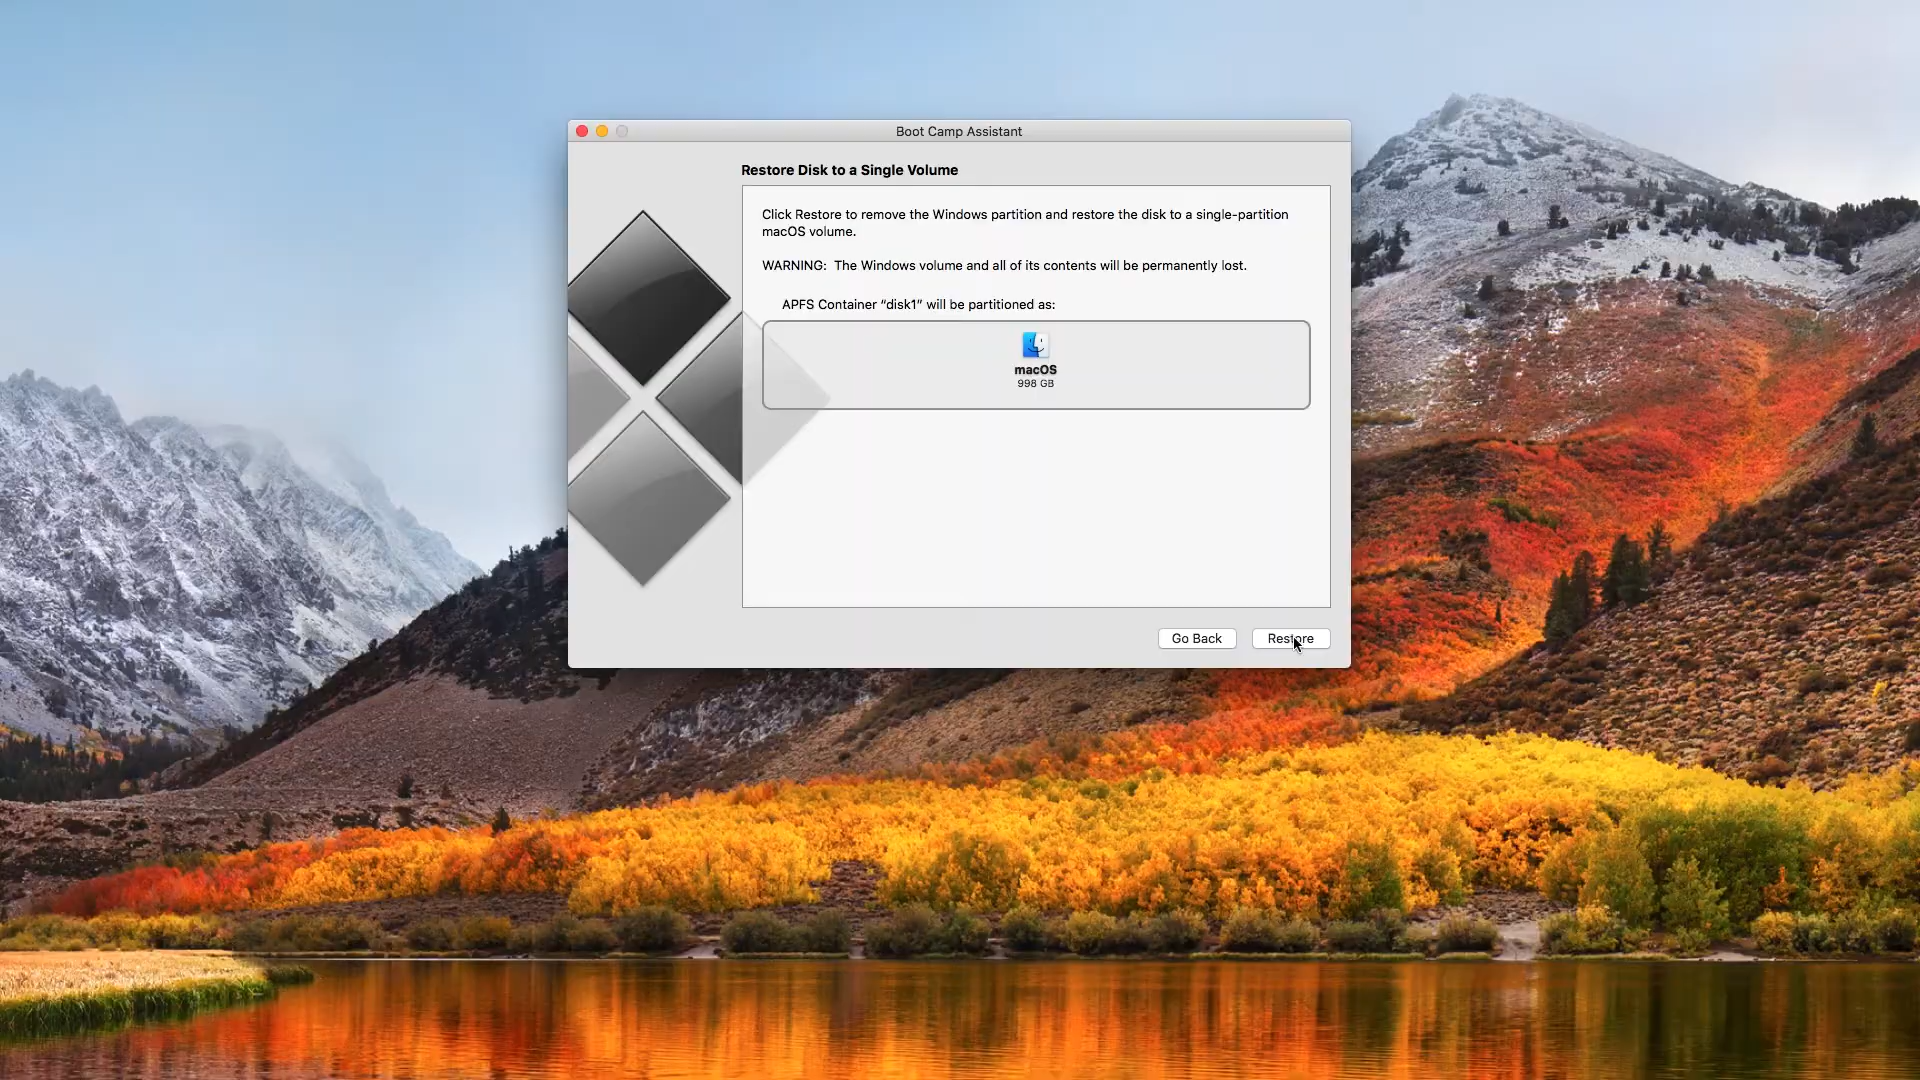 Boot Camp Assistant
Restore Disk to a Single Volume
Click Restore to remove the Windows partition and restore the disk to a single-partition
macOS volume.
WARNING:  The Windows volume and all of its contents will be permanently lost.
APFS Container “disk1” will be partitioned as:
macOS
998 GB
Go Back
Restore